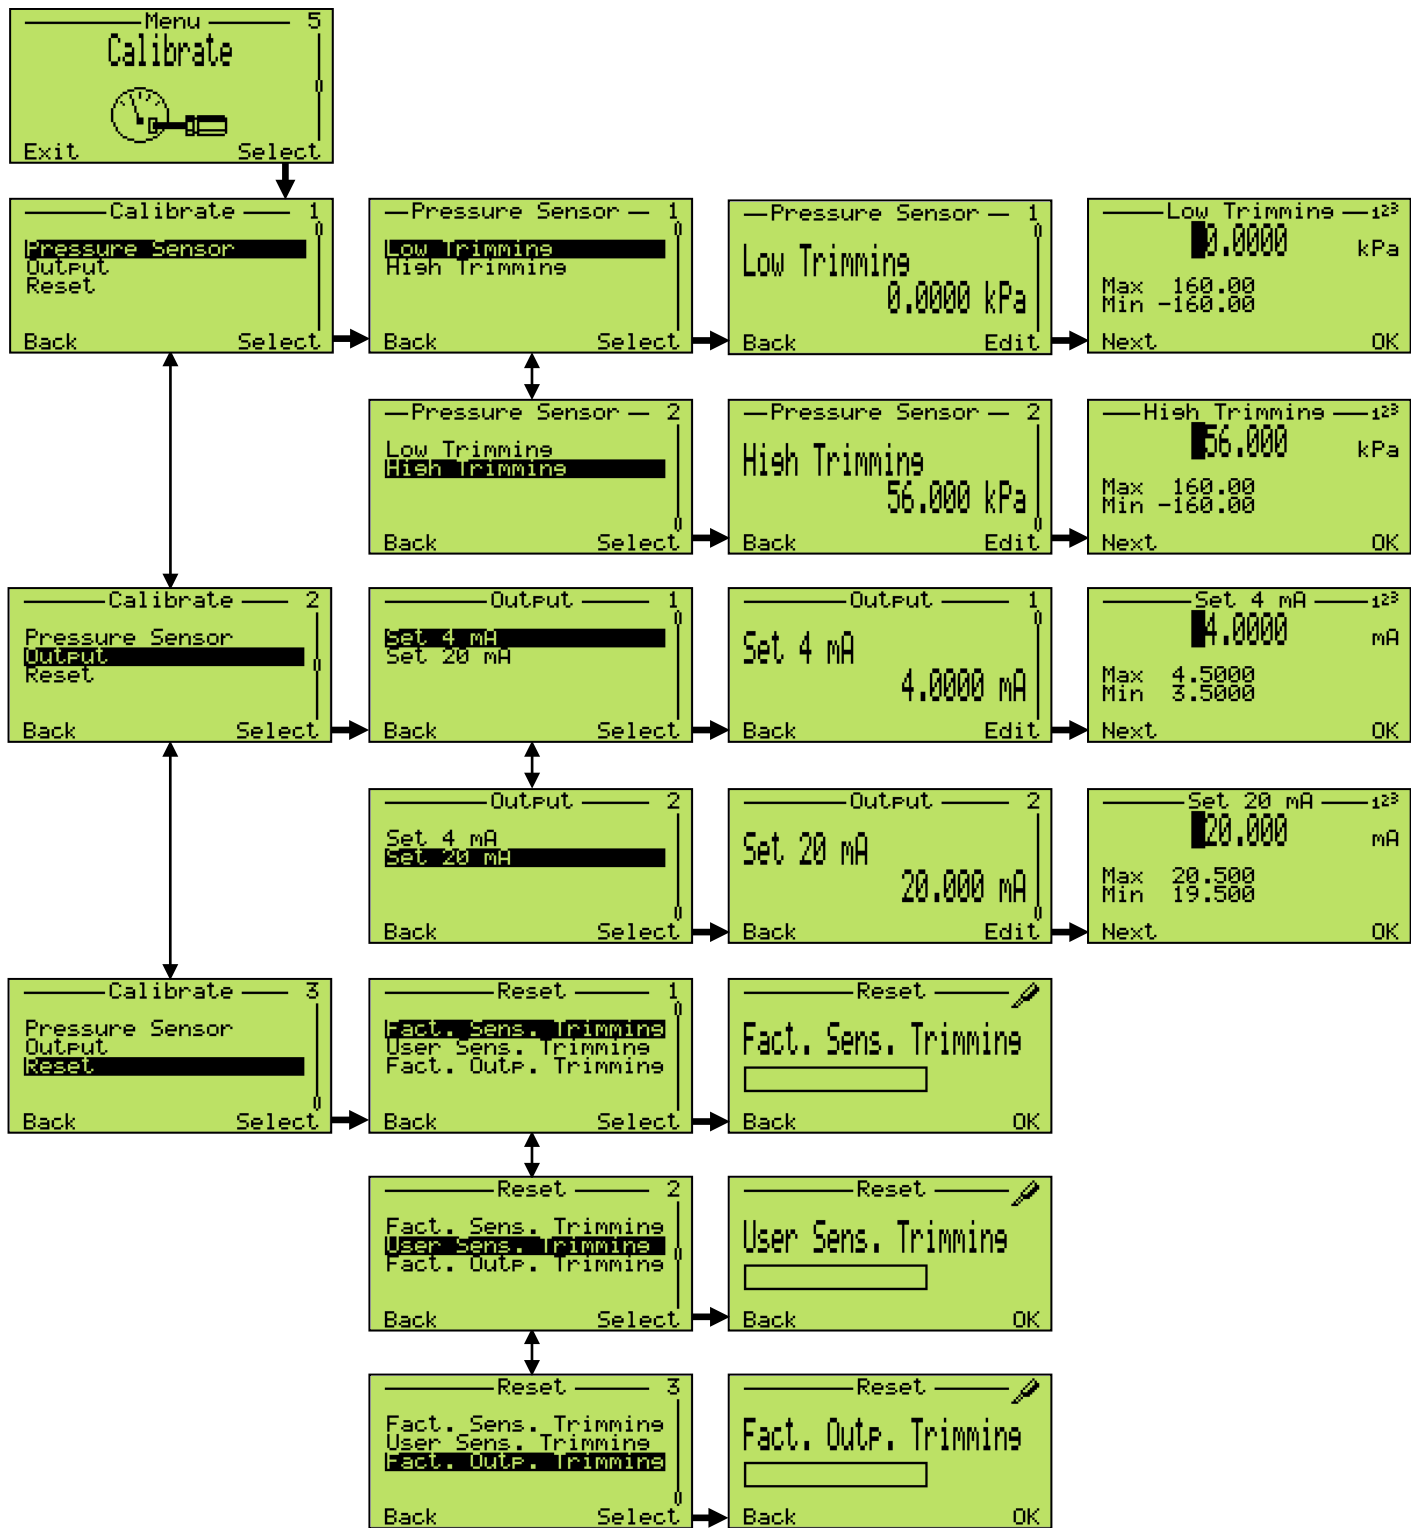 Menu 5
Calibrate
Exit Select
Calibrate 1
Pressure Sensor
Output
Reset
Back Select
Pressure Sensor 1
Low Trimming
High Trimming
Back Select
Pressure Sensor 1
Low Trimming
0.0000 kPa
Back Edit
Low Trimming 123
0.0000 kPa
Max 160.00
Min -160.00
Next OK
Pressure Sensor 2
Low Trimming
High Trimming
Back Select
Pressure Sensor 2
High Trimming
56.000 kPa
Back Edit
High Trimming 123
56.000 kPa
Max 160.00
Min -160.00
Next OK
Calibrate 2
Pressure Sensor
Output
Reset
Back Select
Output 1
Set 4 mA
Set 20 mA
Back Select
Output 1
Set 4 mA
4.0000 mA
Back Edit
Set 4 mA 123
4.0000 mA
Max 4.5000
Min 3.5000
Next OK
Output 2
Set 4 mA
Set 20 mA
Back Select
Output 2
Set 20 mA
20.000 mA
Back Edit
Set 20 mA 123
20.000 mA
Max 20.500
Min 19.500
Next OK
Calibrate 3
Pressure Sensor
Output
Reset
Back Select
Reset 1
Fact. Sens. Trimming
User Sens. Trimming
Fact. Outp. Trimming
Back Select
Reset
Fact. Sens. Trimming
Back OK
Reset 2
Fact. Sens. Trimming
User Sens. Trimming
Fact. Outp. Trimming
Back Select
Reset
User Sens. Trimming
Back OK
Reset 3
Fact. Sens. Trimming
User Sens. Trimming
Fact. Outp. Trimming
Back Select
Reset
Fact. Outp. Trimming
Back OK